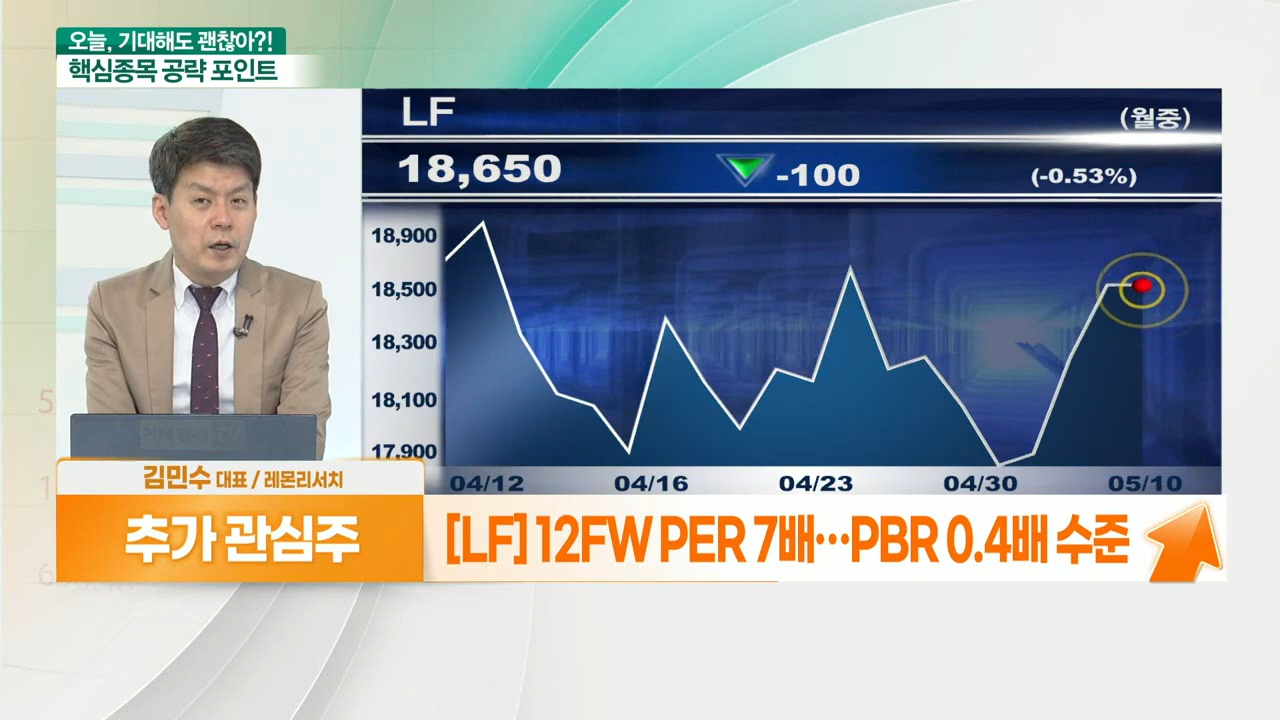 오늘, 기대해도 괜찮아?!
핵심종목 공략 포인트
LF
(월중)
18,650
-100
(-0.53%)
18,900
18,500
18,300
18,100
17,900
04/12 04/16 04/23 04/30 05/10
김민수 대표 / 레몬리서치
추가 관심주
[LF] 12FW PER 7배…PBR 0.4배 수준